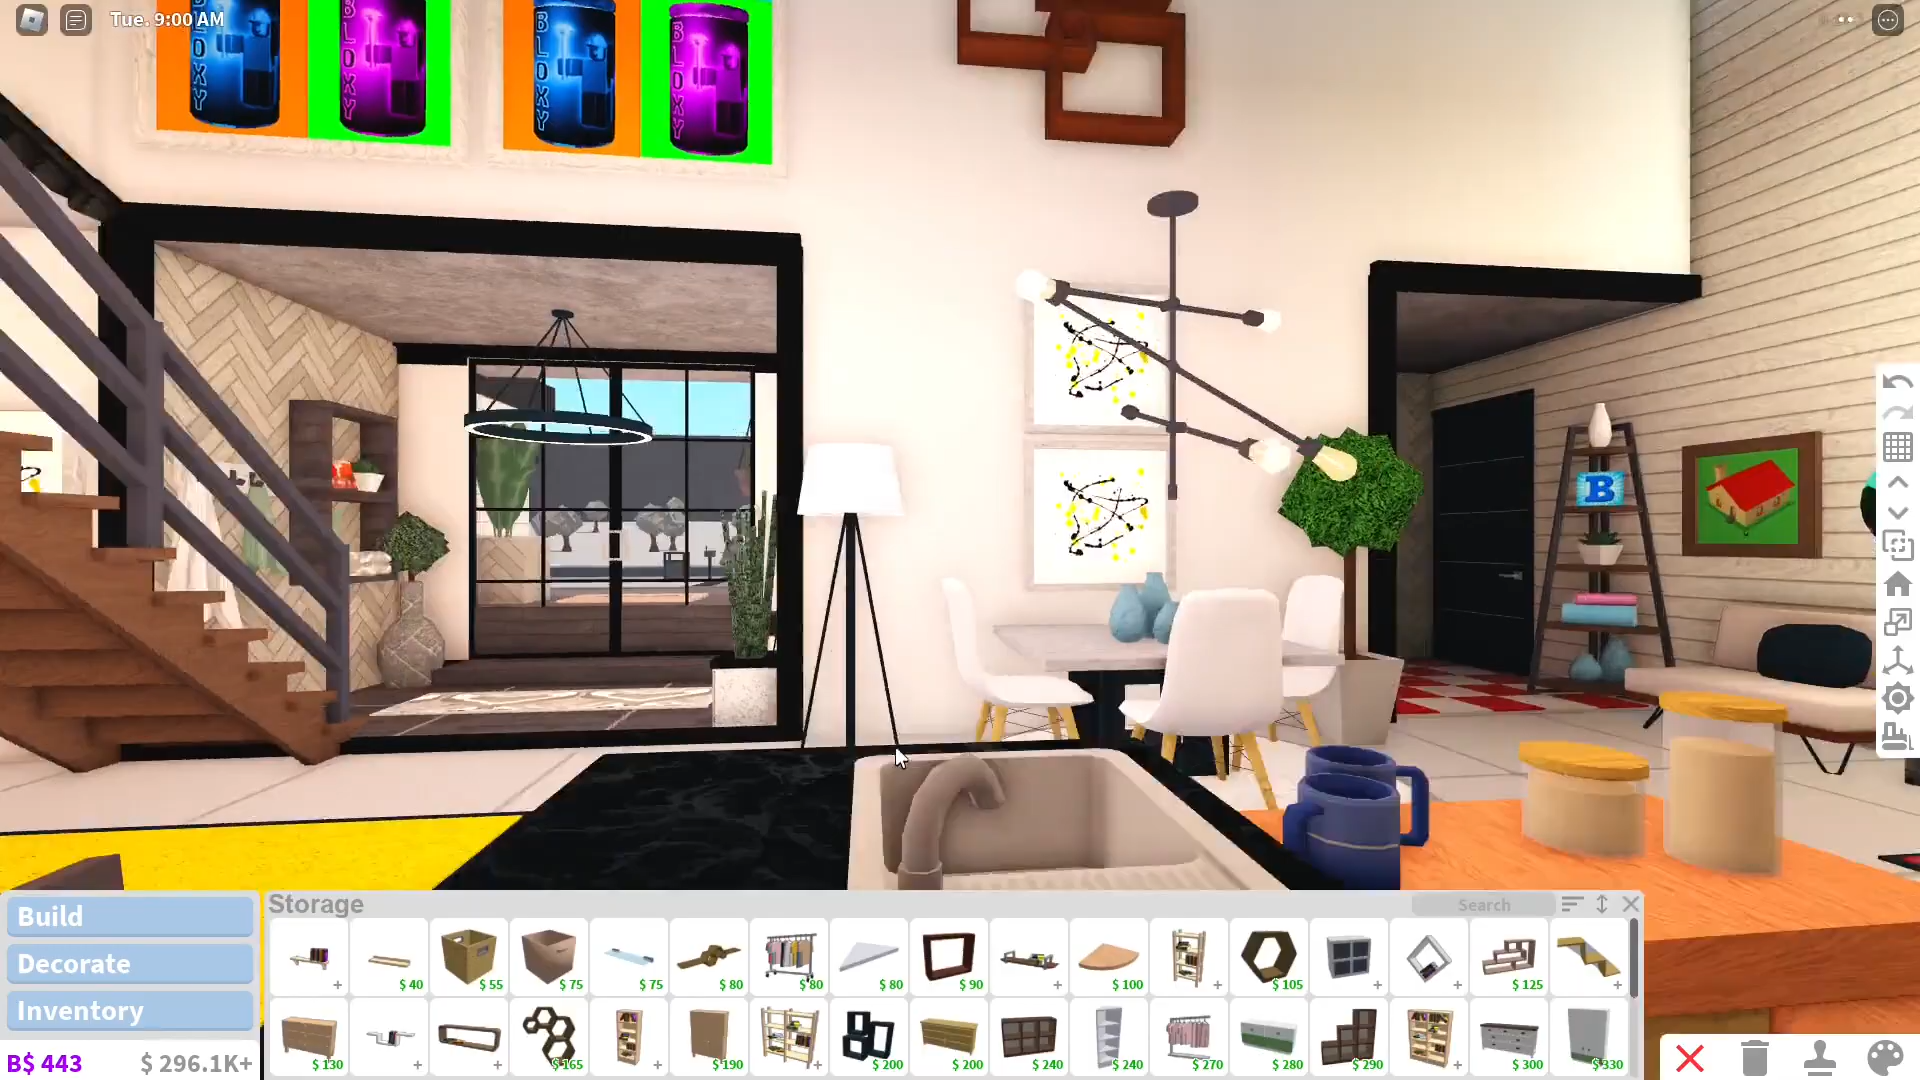 Tue. 9:00 AM
BLOXY
BLOXY
BLOXY
BLOXY
B
Build
Decorate
Inventory
B$ 443
$ 296.1K+
Storage
Search
+
$ 40
$ 55
$ 75
$ 75
$ 80
$ 80
$ 80
$ 90
+
$ 100
+
$ 105
+
+
$ 125
+
$ 130
+
+
$ 165
+
$ 190
+
$ 200
$ 200
$ 240
$ 240
$ 270
$ 280
$ 290
+
$ 300
$ 330